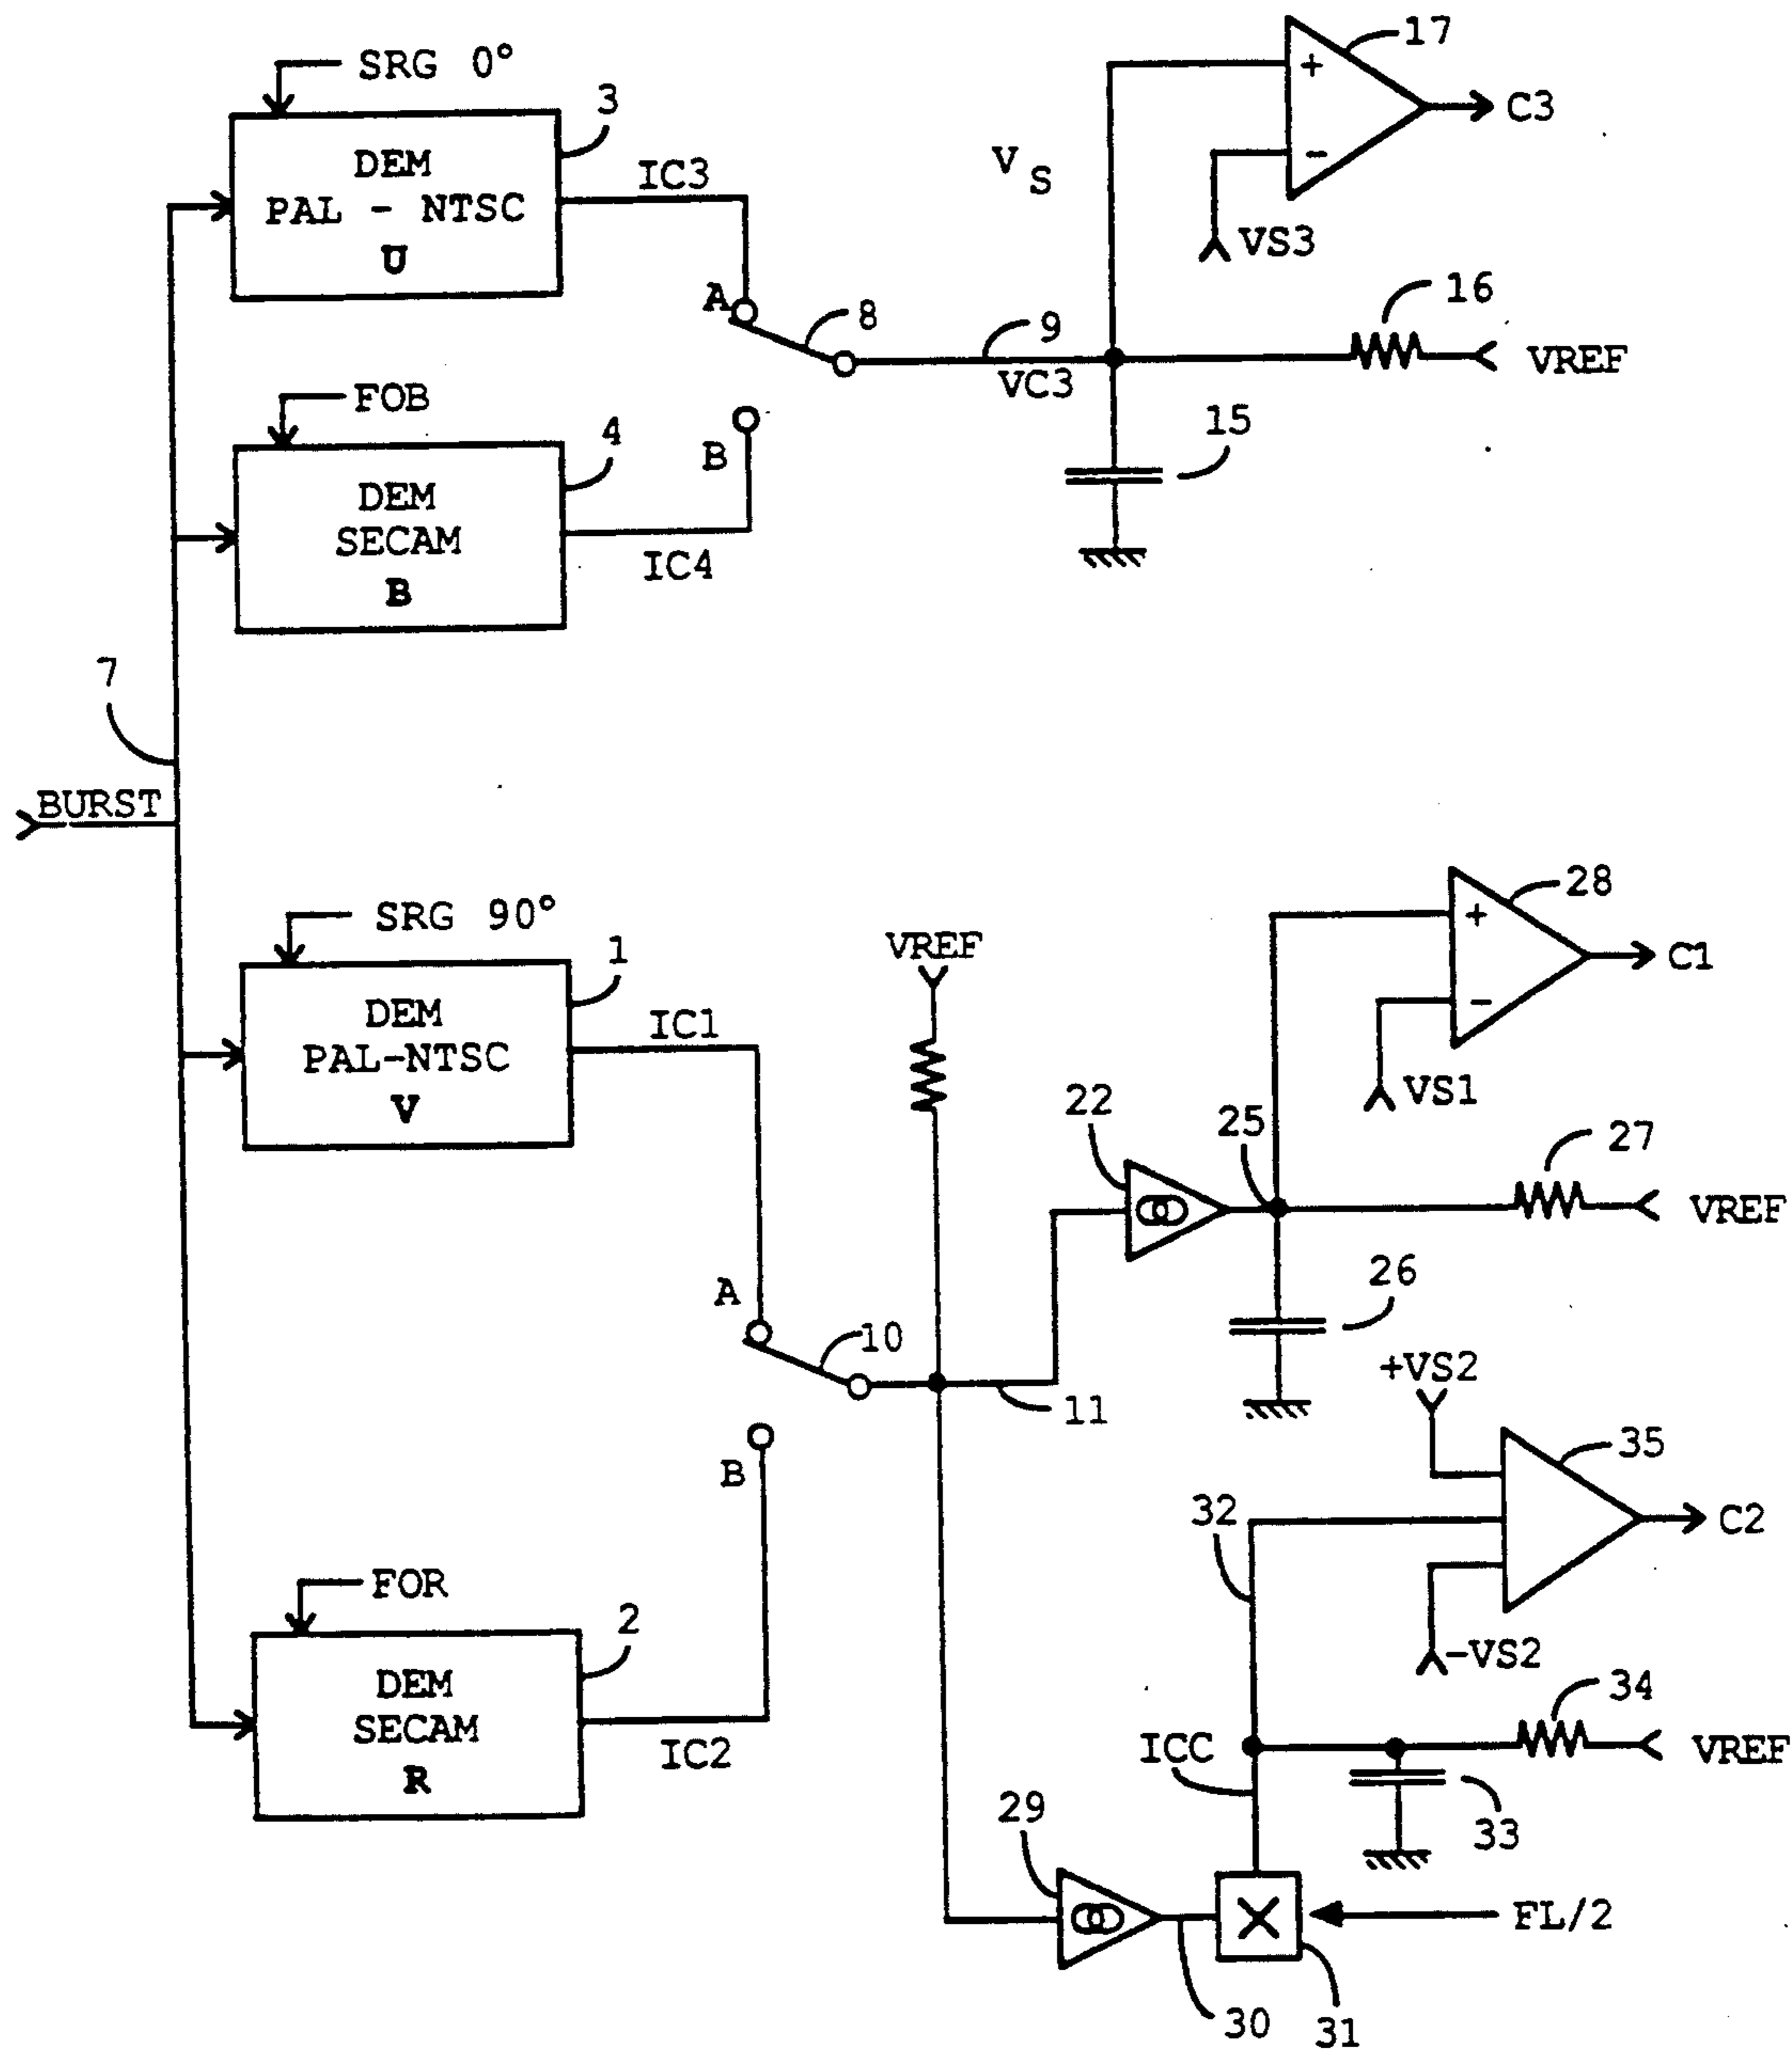 SRG 0°
3
DEM
PAL - NTSC
U
IC3
A
8
9
VC3
V S
+
-
17
C3
VS3
16
VREF
15
FOB
4
DEM
SECAM
B
IC4
B
7
BURST
SRG 90°
1
DEM
PAL-NTSC
V
IC1
VREF
A
10
11
B
22
25
+
-
28
C1
VS1
27
VREF
26
+VS2
35
C2
32
-VS2
34
VREF
ICC
33
FOR
2
DEM
SECAM
R
IC2
29
X
FL/2
30
31